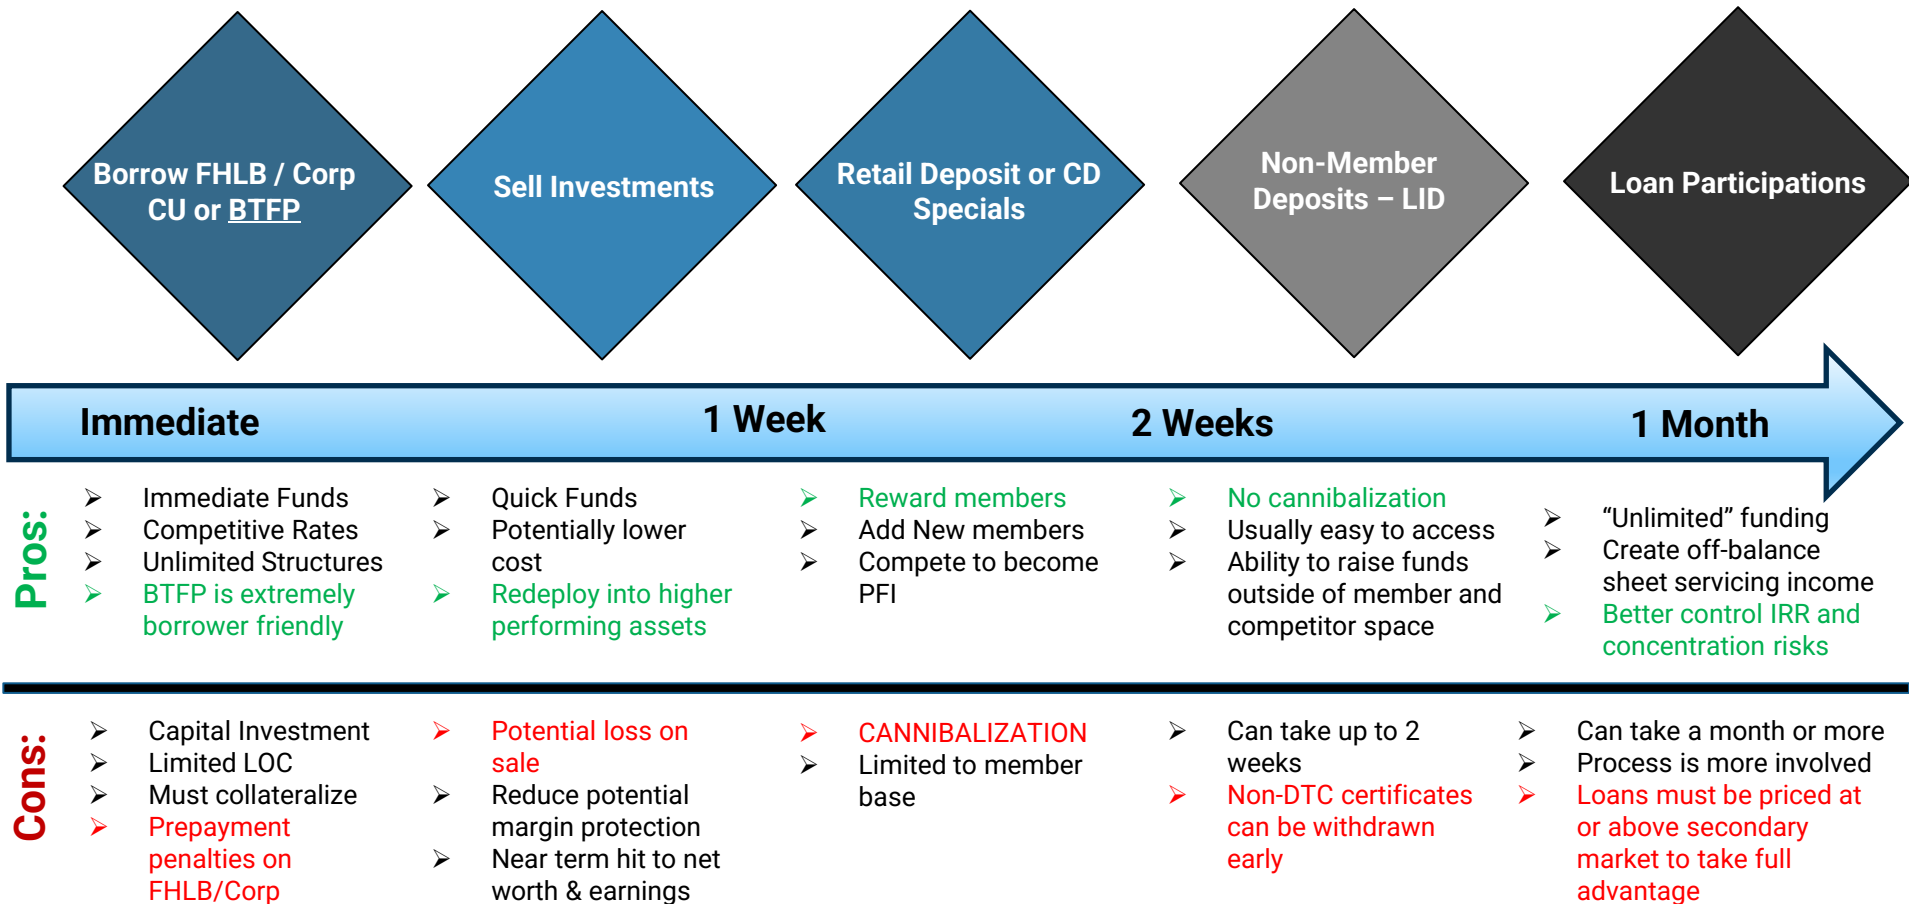 Borrow FHLB / Corp
CU or BTFP
Sell Investments
Retail Deposit or CD
Specials
Non-Member
Deposits – LID
Loan Participations
Immediate
1 Week
2 Weeks
1 Month
Pros:
➢ Immediate Funds
➢ Competitive Rates
➢ Unlimited Structures
➢ BTFP is extremely
borrower friendly
➢ Quick Funds
➢ Potentially lower
cost
➢ Redeploy into higher
performing assets
➢ Reward members
➢ Add New members
➢ Compete to become
PFI
➢ No cannibalization
➢ Usually easy to access
➢ Ability to raise funds
outside of member and
competitor space
➢ “Unlimited” funding
➢ Create off-balance
sheet servicing income
➢ Better control IRR and
concentration risks
Cons:
➢ Capital Investment
➢ Limited LOC
➢ Must collateralize
➢ Prepayment
penalties on
FHLB/Corp
➢ Potential loss on
sale
➢ Reduce potential
margin protection
➢ Near term hit to net
worth & earnings
➢ CANNIBALIZATION
➢ Limited to member
base
➢ Can take up to 2
weeks
➢ Non-DTC certificates
can be withdrawn
early
➢ Can take a month or more
➢ Process is more involved
➢ Loans must be priced at
or above secondary
market to take full
advantage